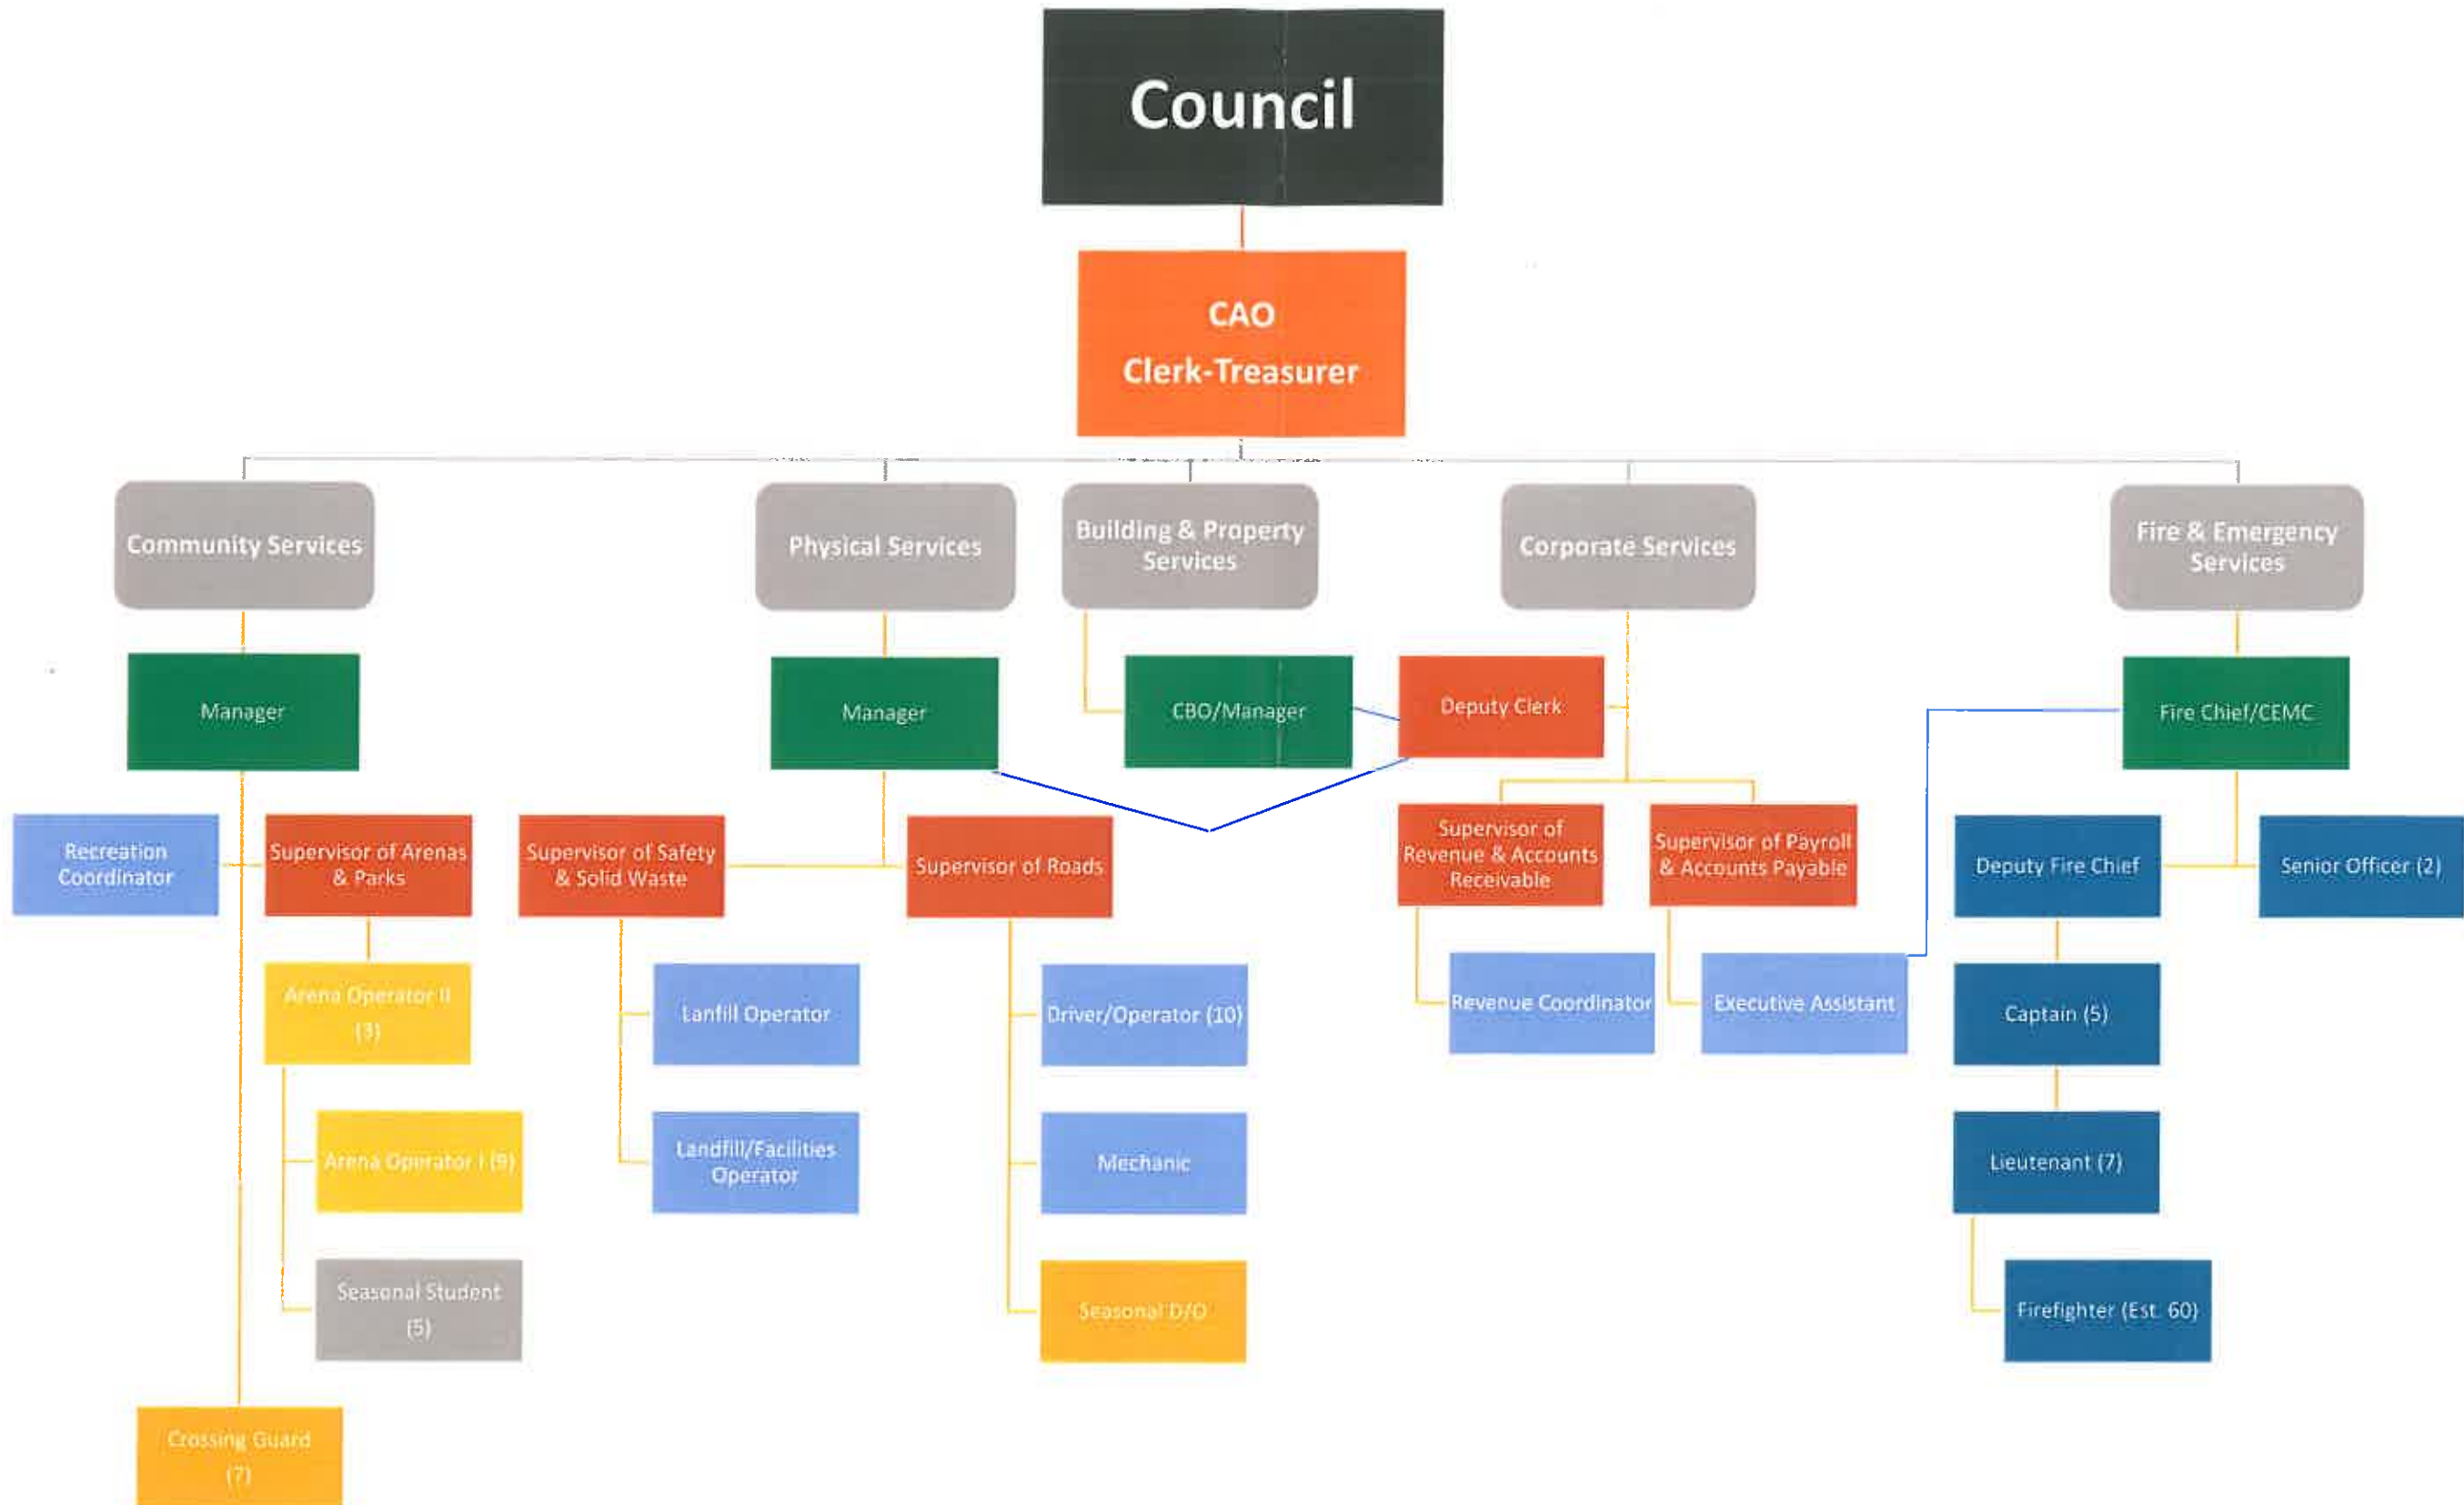 Council
CAO
Clerk-Treasurer
Community Services
Physical Services
Building & Property
Services
Corporate Services
Fire & Emergency
Services
Manager
Manager
CBO/Manager
Deputy Clerk
Fire Chief/CEMC
Recreation
Coordinator
Supervisor of Arenas
& Parks
Supervisor of Safety
& Solid Waste
Supervisor of Roads
Supervisor of
Revenue & Accounts
Receivable
Supervisor of Payroll
& Accounts Payable
Deputy Fire Chief
Senior Officer (2)
Arena Operator II
(3)
Lanfill Operator
Driver/Operator (10)
Revenue Coordinator
Executive Assistant
Captain (5)
Arena Operator I (9)
Landfill/Facilities
Operator
Mechanic
Lieutenant (7)
Seasonal Student
(5)
Seasonal D/O
Firefighter (Est. 60)
Crossing Guard
(7)